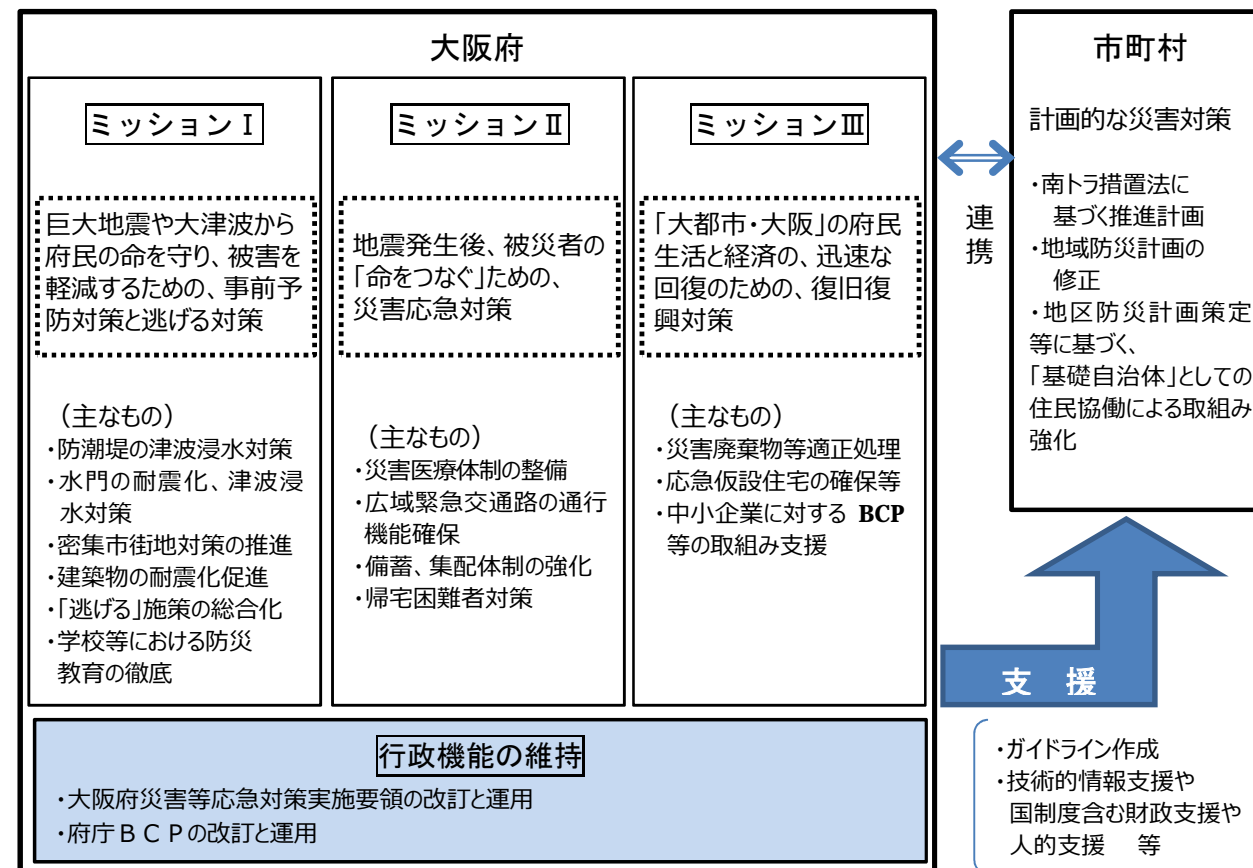 大阪府
ミッションⅠ
巨大地震や大津波から
府民の命を守り、被害を
軽減するための、事前予
防対策と逃げる対策
（主なもの）
・防潮堤の津波浸水対策
・水門の耐震化、津波浸
水対策
・密集市街地対策の推進
・建築物の耐震化促進
・「逃げる」施策の総合化
・学校等における防災
教育の徹底
ミッションⅡ
地震発生後、被災者の
「命をつなぐ」ための、
災害応急対策
（主なもの）
・災害医療体制の整備
・広域緊急交通路の通行
機能確保
・備蓄、集配体制の強化
・帰宅困難者対策
ミッションⅢ
「大都市・大阪」の府民
生活と経済の、迅速な
回復のための、復旧復
興対策
（主なもの）
・災害廃棄物等適正処理
・応急仮設住宅の確保等
・中小企業に対する BCP
等の取組み支援
行政機能の維持
・大阪府災害等応急対策実施要領の改訂と運用
・府庁ＢＣＰの改訂と運用
連
携
市町村
計画的な災害対策
・南トラ措置法に
基づく推進計画
・地域防災計画の
修正
・地区防災計画策定
等に基づく、
「基礎自治体」としての
住民協働による取組み
強化
支 援
・ガイドライン作成
・技術的情報支援や
国制度含む財政支援や
人的支援 等